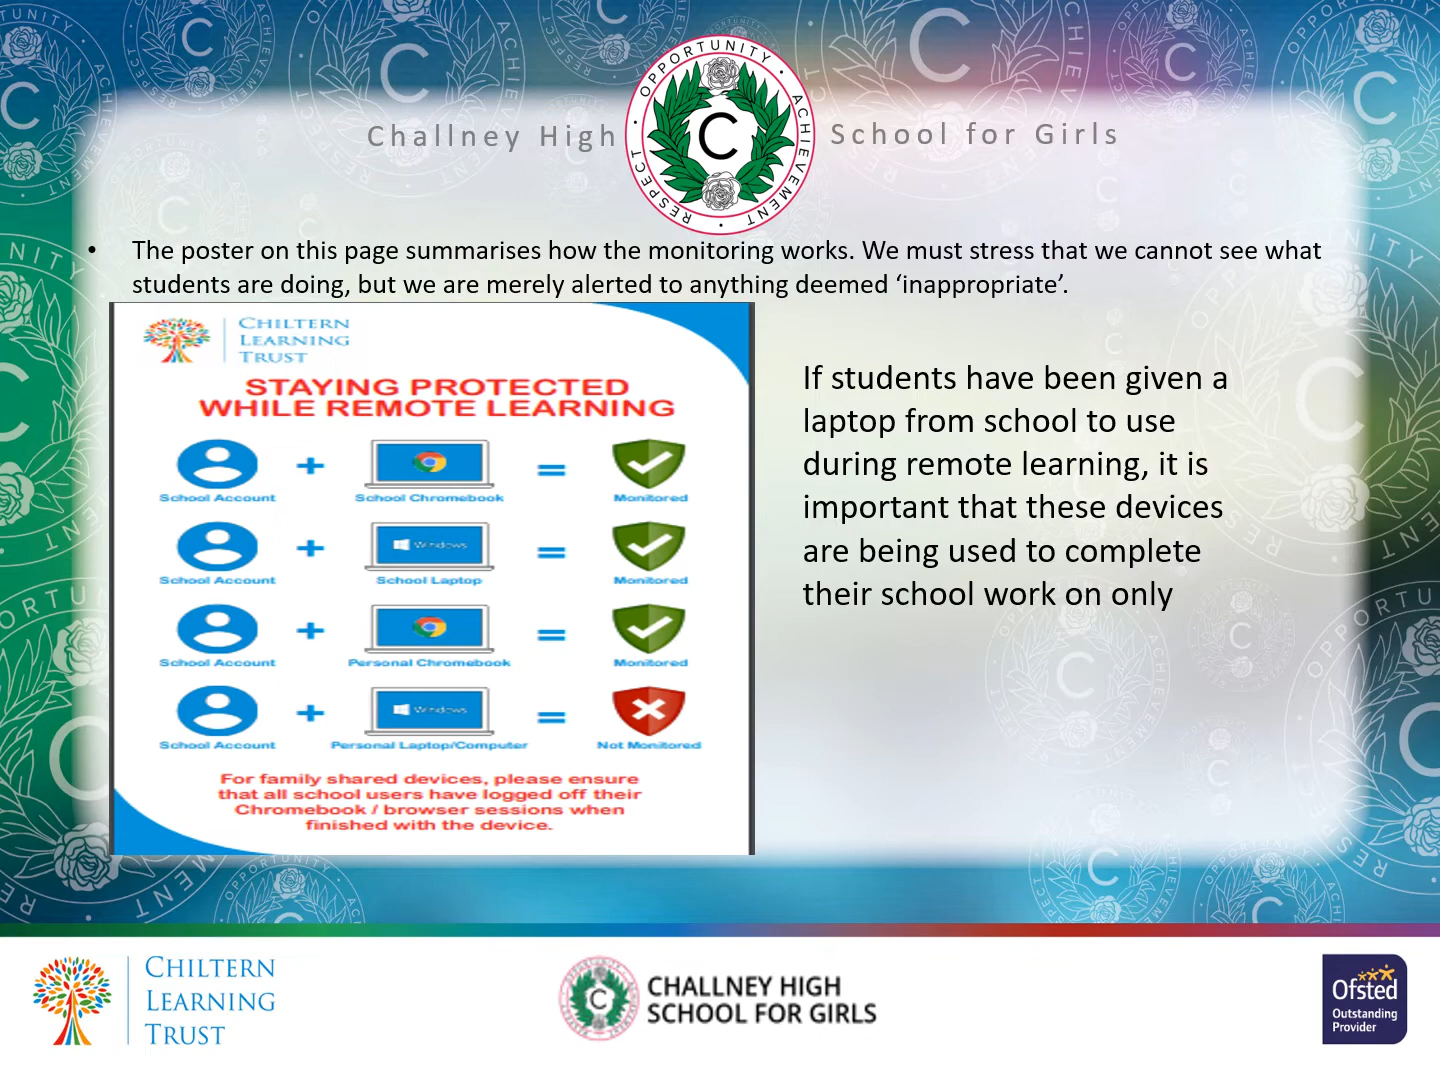 Challney High School for Girls
OPPORTUNITY • ACHIEVEMENT • RESPECT •
C
• The poster on this page summarises how the monitoring works. We must stress that we cannot see what
students are doing, but we are merely alerted to anything deemed ‘inappropriate’.
CHILTERN
LEARNING
TRUST
STAYING PROTECTED
WHILE REMOTE LEARNING
+ =
School Account School Chromebook Monitored
+ Windows =
School Account School Laptop Monitored
+ =
School Account Personal Chromebook Monitored
+ Windows =
School Account Personal Laptop/Computer Not Monitored
For family shared devices, please ensure
that all school users have logged off their
Chromebook / browser sessions when
finished with the device.
If students have been given a
laptop from school to use
during remote learning, it is
important that these devices
are being used to complete
their school work on only
CHILTERN
LEARNING
TRUST
C
CHALLNEY HIGH
SCHOOL FOR GIRLS
Ofsted
Outstanding
Provider